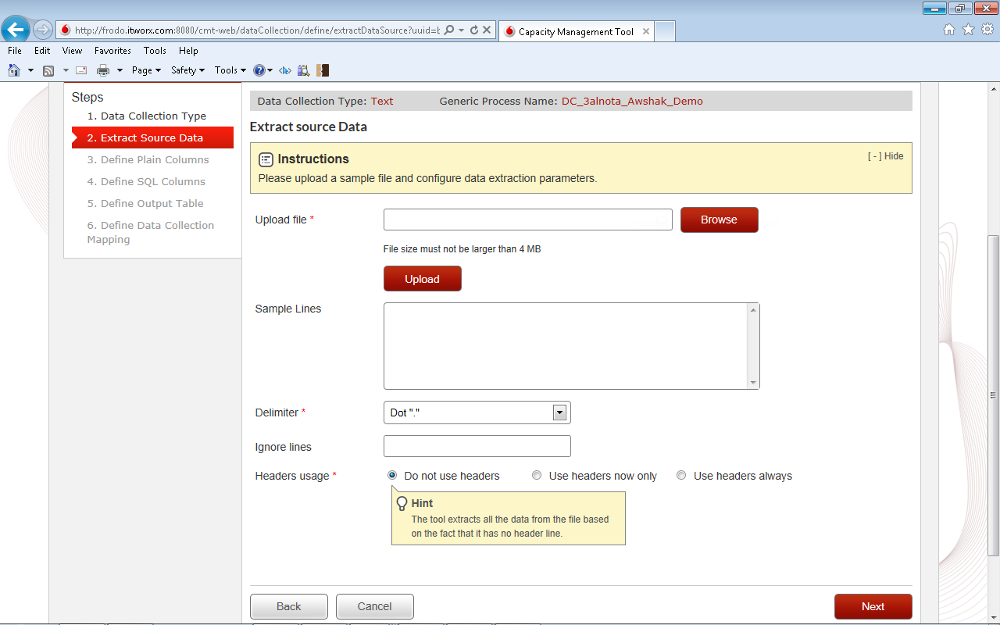 http://frodo.itworx.com:8080/cmt-web/dataCollection/define/extractDataSource?uuid=b
Capacity Management Tool
File Edit View Favorites Tools Help
Page Safety Tools
Steps
1. Data Collection Type
2. Extract Source Data
3. Define Plain Columns
4. Define SQL Columns
5. Define Output Table
6. Define Data Collection
Mapping
Data Collection Type: Text Generic Process Name: DC_3alnota_Awshak_Demo
Extract source Data
Instructions [ - ] Hide
Please upload a sample file and configure data extraction parameters.
Upload file * Browse
File size must not be larger than 4 MB
Upload
Sample Lines
Delimiter * Dot "."
Ignore lines
Headers usage * Do not use headers Use headers now only Use headers always
Hint
The tool extracts all the data from the file based
on the fact that it has no header line.
Back Cancel Next